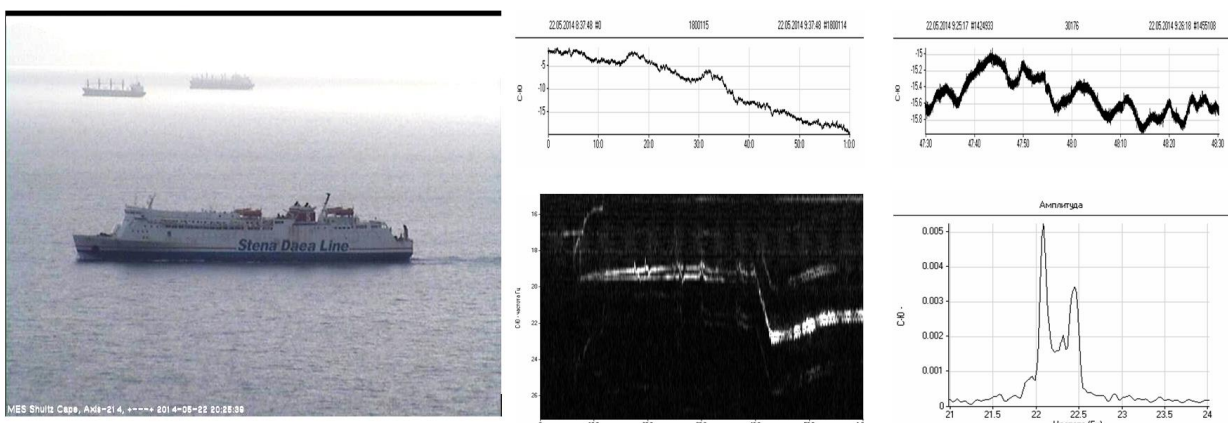 Stena Daea Line
MES Shultz Cape, Axis-214, +---+ 2014-05-22 20:25:39
22.05.2014 8:37:48 #0 1800115 22.05.2014 9:37:48 #1800114
С-Ю
-5
-10
-15
0.0 10.0 20.0 30.0 40.0 50.0 1:0.0
22.05.2014 9:25:17 #1424933 30176 22.05.2014 9:26:18 #1455108
С-Ю
-15
-15.2
-15.4
-15.6
-15.8
47:30 47:40 47:50 48:0 48:10 48:20 48:30
С-Ю - частота Гц
16
18
20
22
24
26
Амплитуда
С-Ю -
0.005
0.004
0.003
0.002
0.001
0
21 21.5 22 22.5 23 23.5 24